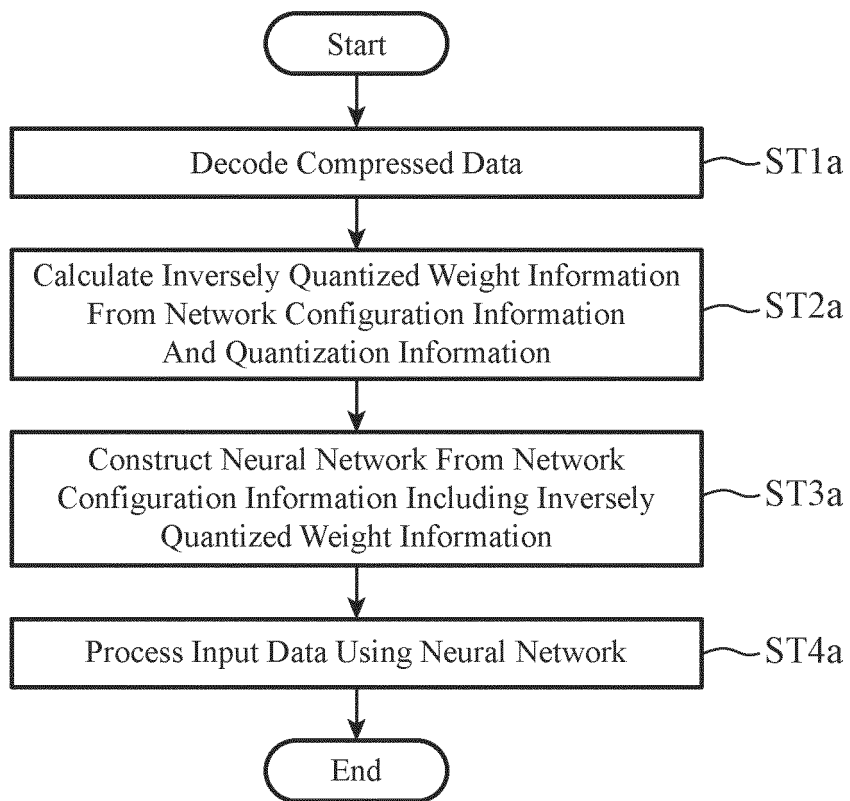 Start
Decode Compressed Data
ST1a
Calculate Inversely Quantized Weight Information
From Network Configuration Information
And Quantization Information
ST2a
Construct Neural Network From Network
Configuration Information Including Inversely
Quantized Weight Information
ST3a
Process Input Data Using Neural Network
ST4a
End